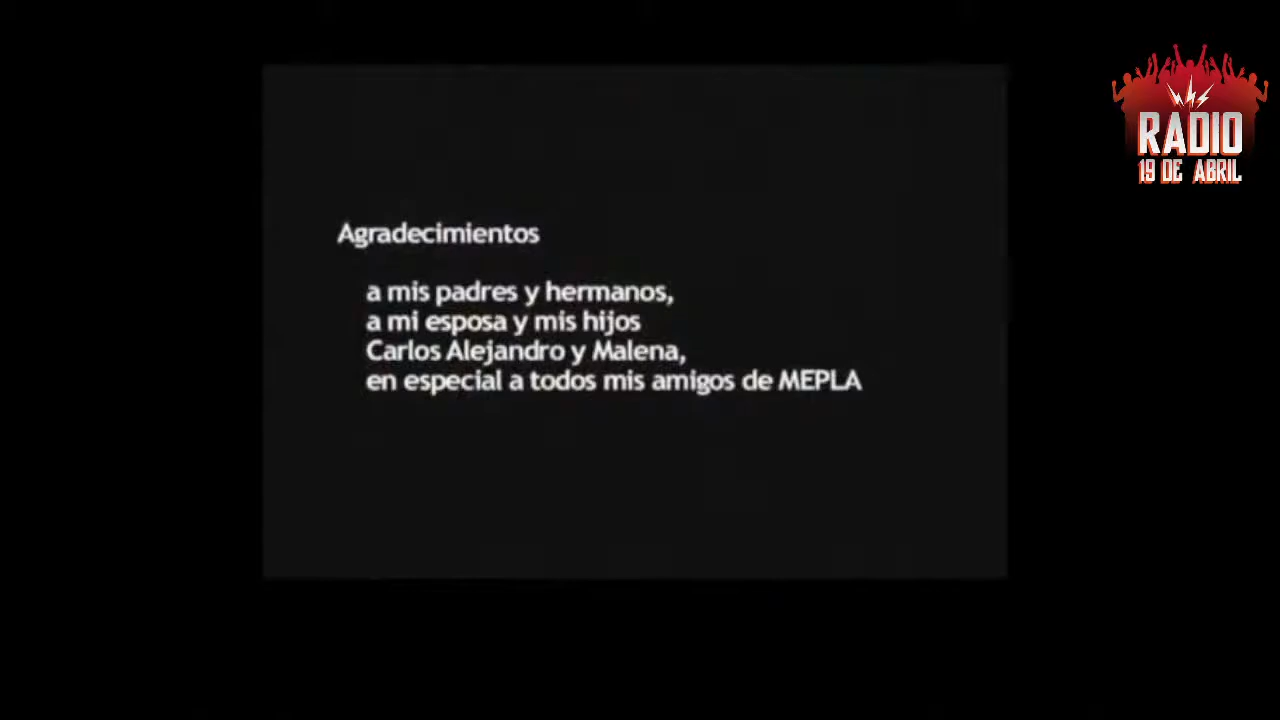 RADIO
19 DE ABRIL
Agradecimientos
a mis padres y hermanos,
a mi esposa y mis hijos
Carlos Alejandro y Malena,
en especial a todos mis amigos de MEPLA